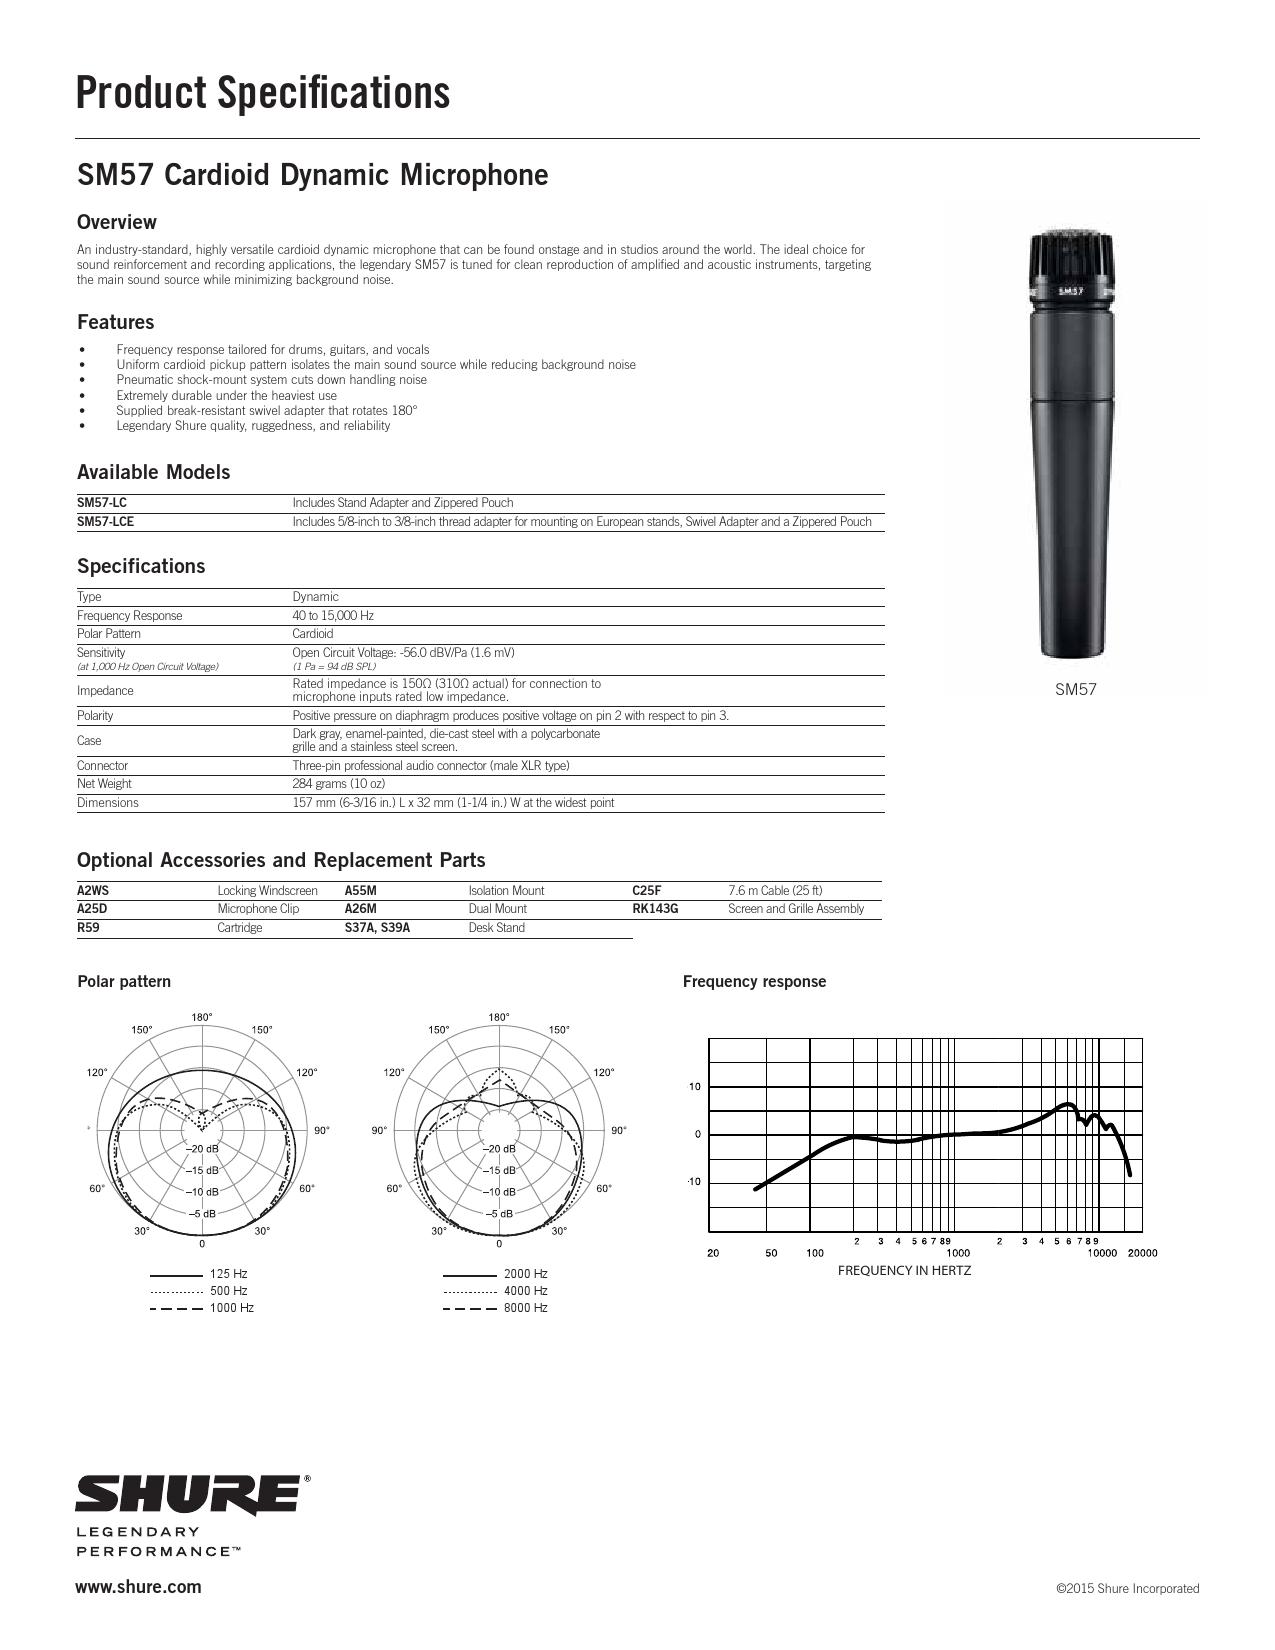 Product Specifications
SM57 Cardioid Dynamic Microphone
Overview
An industry-standard, highly versatile cardioid dynamic microphone that can be found onstage and in studios around the world. The ideal choice for
sound reinforcement and recording applications, the legendary SM57 is tuned for clean reproduction of amplified and acoustic instruments, targeting
the main sound source while minimizing background noise.
Features
• Frequency response tailored for drums, guitars, and vocals
• Uniform cardioid pickup pattern isolates the main sound source while reducing background noise
• Pneumatic shock-mount system cuts down handling noise
• Extremely durable under the heaviest use
• Supplied break-resistant swivel adapter that rotates 180°
• Legendary Shure quality, ruggedness, and reliability
Available Models
SM57-LC Includes Stand Adapter and Zippered Pouch
SM57-LCE Includes 5/8-inch to 3/8-inch thread adapter for mounting on European stands, Swivel Adapter and a Zippered Pouch
Specifications
Type Dynamic
Frequency Response 40 to 15,000 Hz
Polar Pattern Cardioid
Sensitivity Open Circuit Voltage: -56.0 dBV/Pa (1.6 mV)
(at 1,000 Hz Open Circuit Voltage) (1 Pa = 94 dB SPL)
Impedance Rated impedance is 150Ω (310Ω actual) for connection to
microphone inputs rated low impedance.
Polarity Positive pressure on diaphragm produces positive voltage on pin 2 with respect to pin 3.
Case Dark gray, enamel-painted, die-cast steel with a polycarbonate
grille and a stainless steel screen.
Connector Three-pin professional audio connector (male XLR type)
Net Weight 284 grams (10 oz)
Dimensions 157 mm (6-3/16 in.) L x 32 mm (1-1/4 in.) W at the widest point
SM57
SM57
Optional Accessories and Replacement Parts
A2WS Locking Windscreen A55M Isolation Mount C25F 7.6 m Cable (25 ft)
A25D Microphone Clip A26M Dual Mount RK143G Screen and Grille Assembly
R59 Cartridge S37A, S39A Desk Stand
Polar pattern
180°
150° 150°
120° 120°
° 90°
–20 dB
–15 dB
60° –10 dB 60°
–5 dB
30° 30°
0
125 Hz
500 Hz
1000 Hz
180°
150° 150°
120° 120°
90° 90°
–20 dB
–15 dB
60° –10 dB 60°
–5 dB
30° 30°
0
2000 Hz
4000 Hz
8000 Hz
Frequency response
10
0
-10
2 3 4 5 6 7 8 9 2 3 4 5 6 7 8 9
20 50 100 1000 10000 20000
FREQUENCY IN HERTZ
SHURE®
LEGENDARY
PERFORMANCE™
www.shure.com
©2015 Shure Incorporated